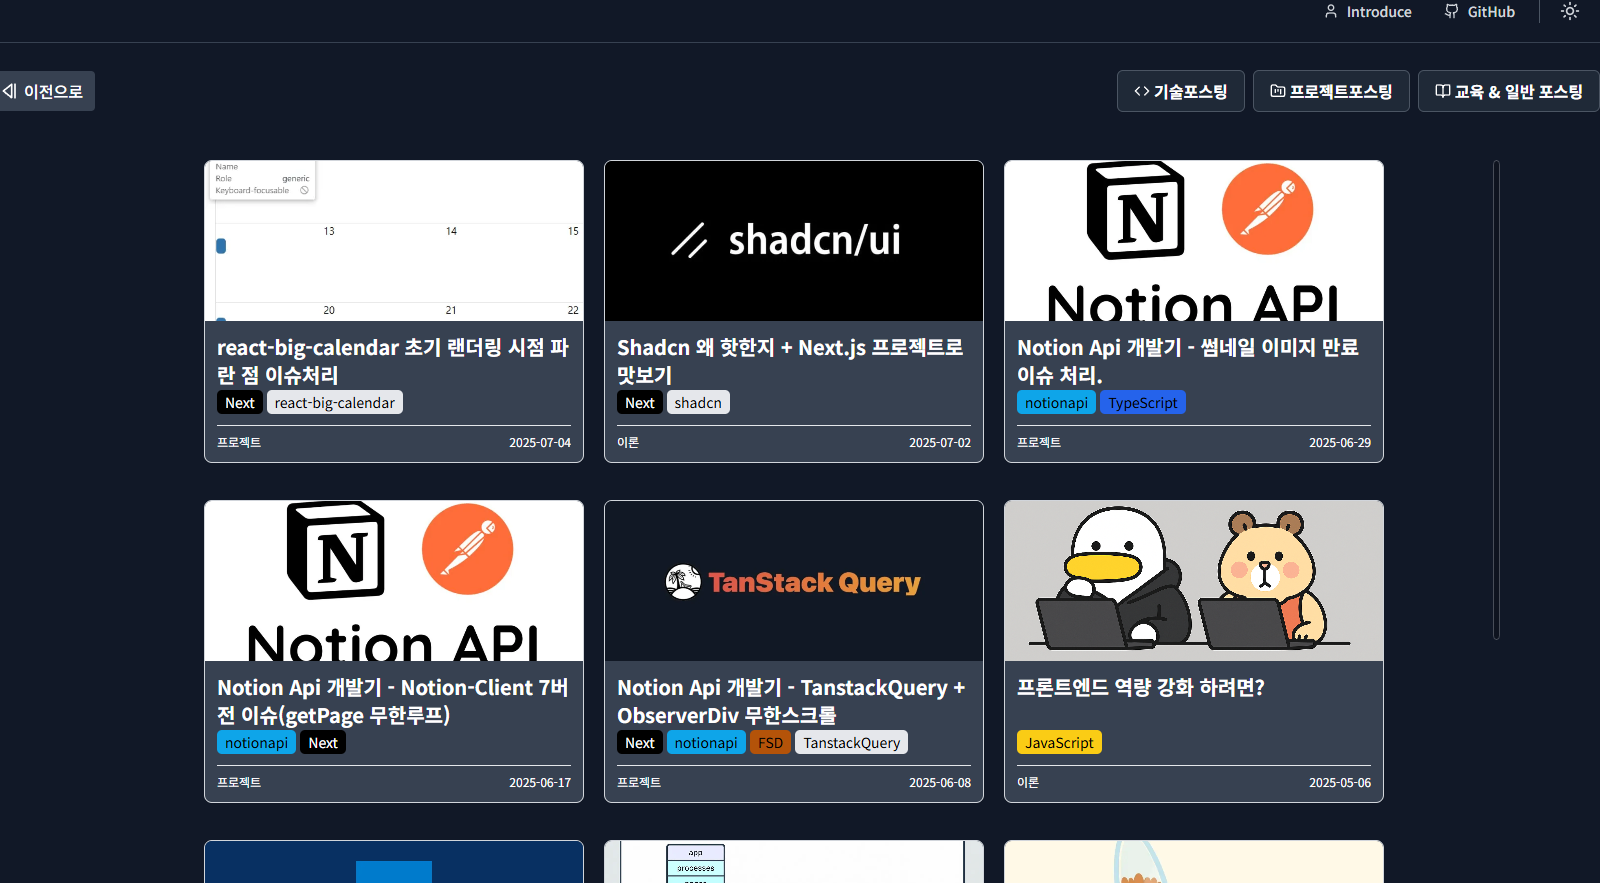 Introduce
GitHub
이전으로
기술포스팅
프로젝트포스팅
교육 & 일반 포스팅
Name
Role generic
Keyboard-focusable
13 14 15
20 21 22
react-big-calendar 초기 랜더링 시점 파
란 점 이슈처리
Next react-big-calendar
프로젝트 2025-07-04
shadcn/ui
Shadcn 왜 핫한지 + Next.js 프로젝트로
맛보기
Next shadcn
이론 2025-07-02
N
Notion API
Notion Api 개발기 - 썸네일 이미지 만료
이슈 처리.
notionapi TypeScript
프로젝트 2025-06-29
N
Notion API
Notion Api 개발기 - Notion-Client 7버
전 이슈(getPage 무한루프)
notionapi Next
프로젝트 2025-06-17
TanStack Query
Notion Api 개발기 - TanstackQuery +
ObserverDiv 무한스크롤
Next notionapi FSD TanstackQuery
프로젝트 2025-06-08
프론트엔드 역량 강화 하려면?
JavaScript
이론 2025-05-06
app
processes